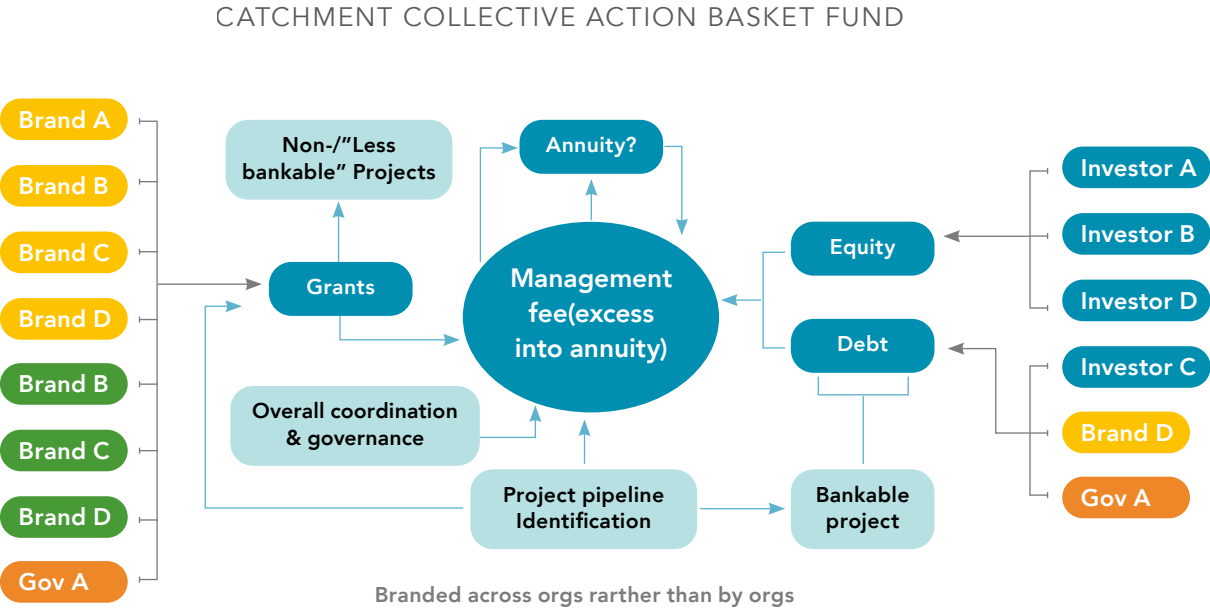 CATCHMENT COLLECTIVE ACTION BASKET FUND
Brand A
Brand B
Brand C
Brand D
Brand B
Brand C
Brand D
Gov A
Non-/”Less
bankable” Projects
Grants
Overall coordination
& governance
Annuity?
Management
fee(excess
into annuity)
Project pipeline
Identification
Equity
Debt
Bankable
project
Investor A
Investor B
Investor D
Investor C
Brand D
Gov A
Branded across orgs rarther than by orgs